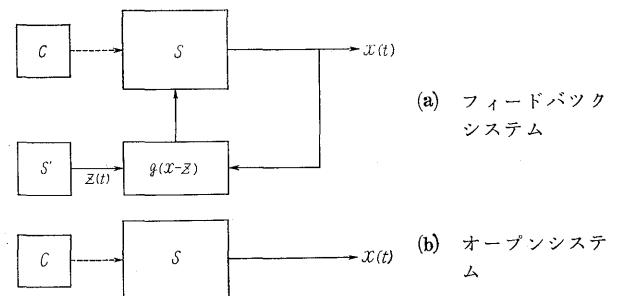 C
S
x(t)
(a) フィードバック
システム
S'
z(t)
g(x-z)
C
S
x(t)
(b) オープンシステ
ム